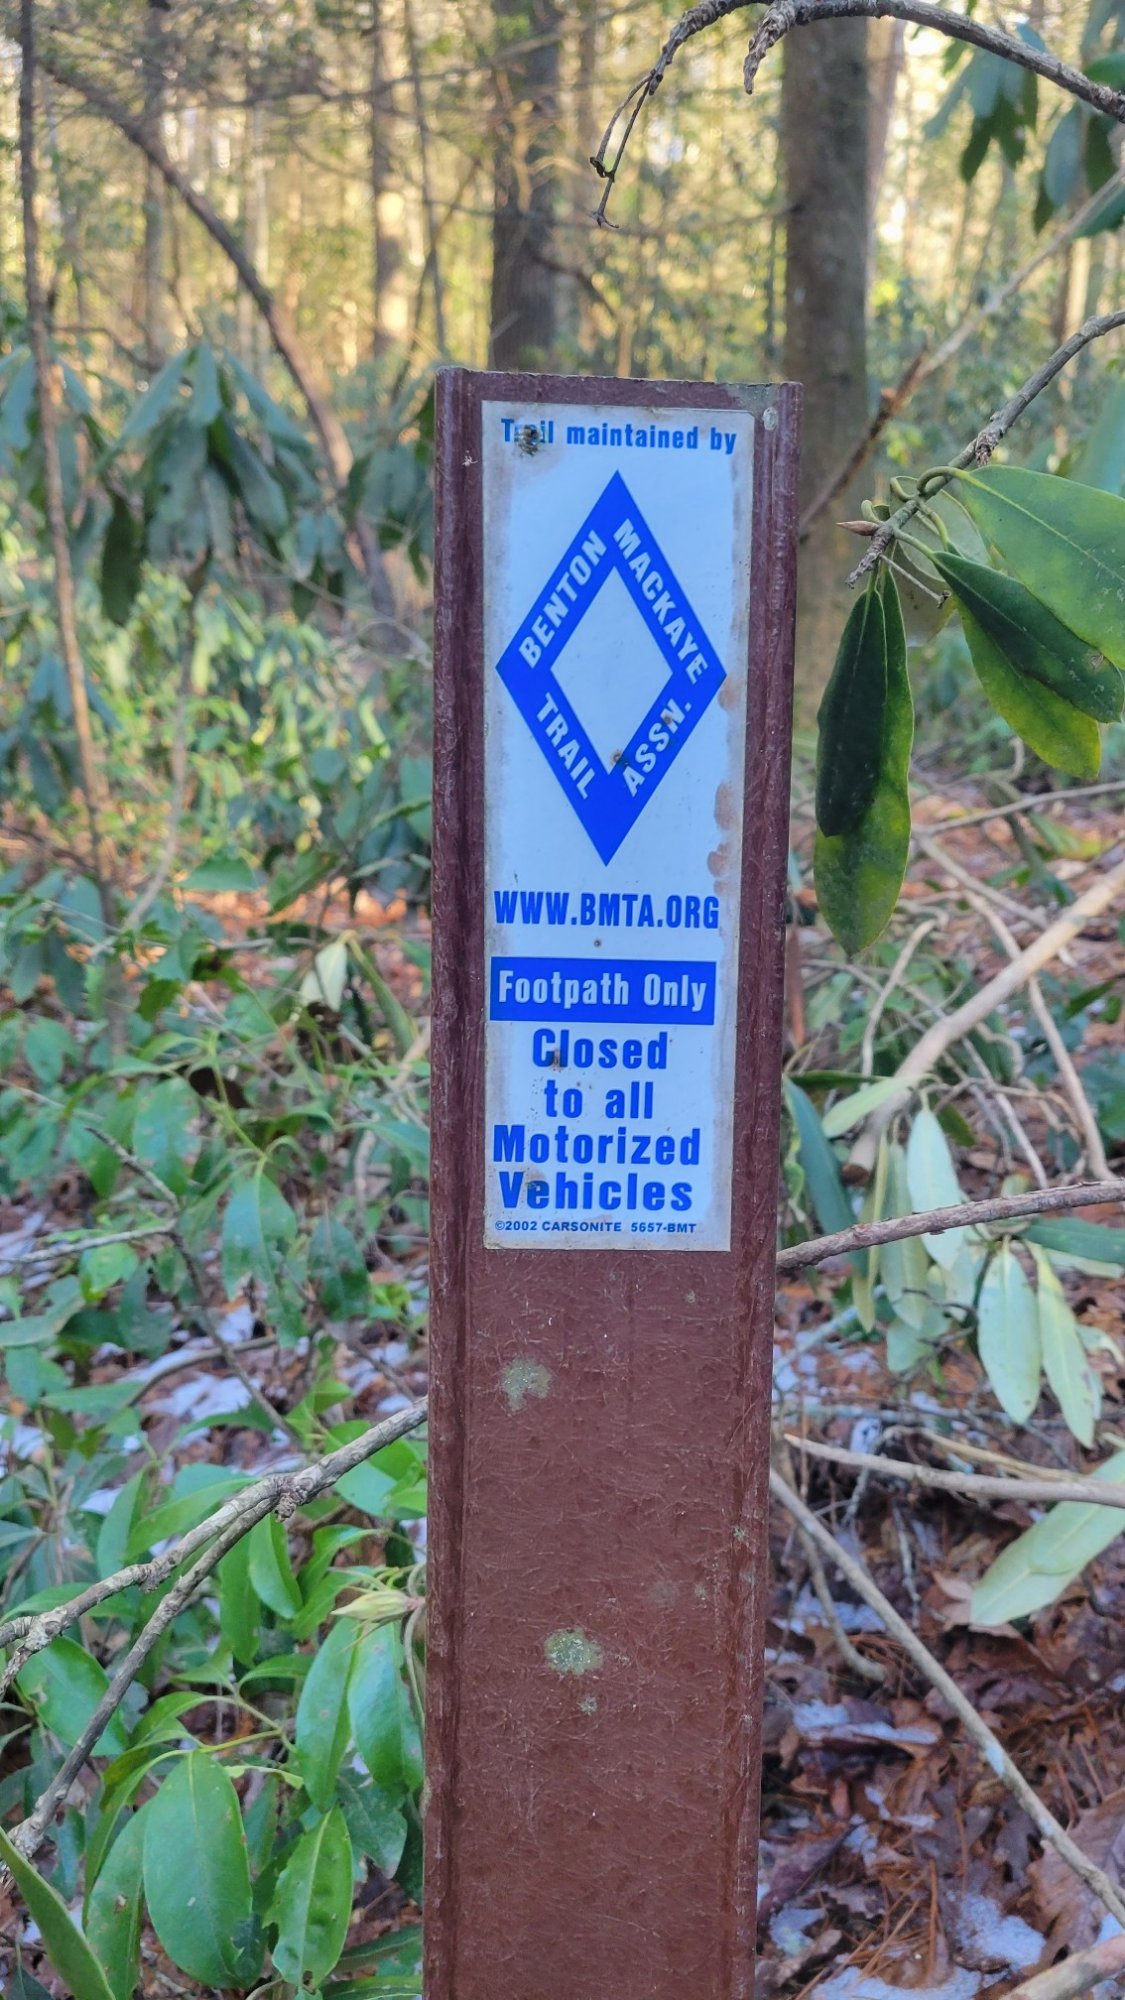 Trail maintained by
BENTON MACKAYE
TRAIL ASSN.
WWW.BMTA.ORG
Footpath Only
Closed
to all
Motorized
Vehicles
©2002 CARSONITE 5657-BMT